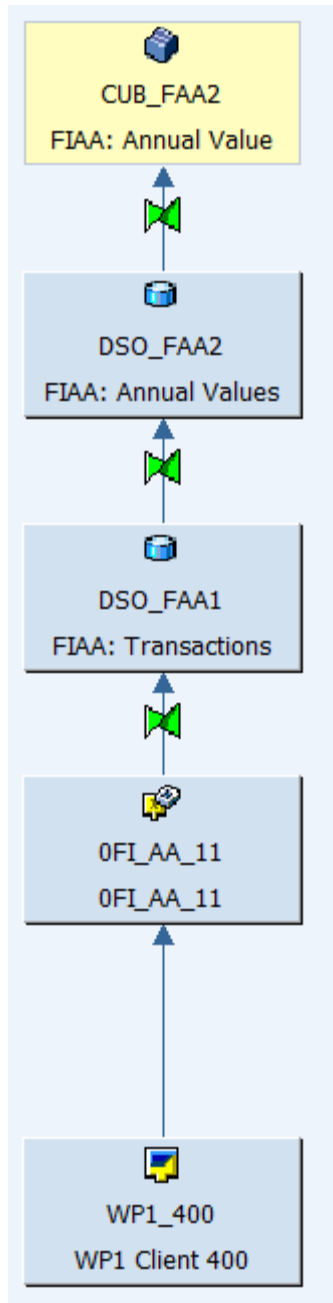 CUB_FAA2
FIAA: Annual Value
DSO_FAA2
FIAA: Annual Values
DSO_FAA1
FIAA: Transactions
0FI_AA_11
0FI_AA_11
WP1_400
WP1 Client 400